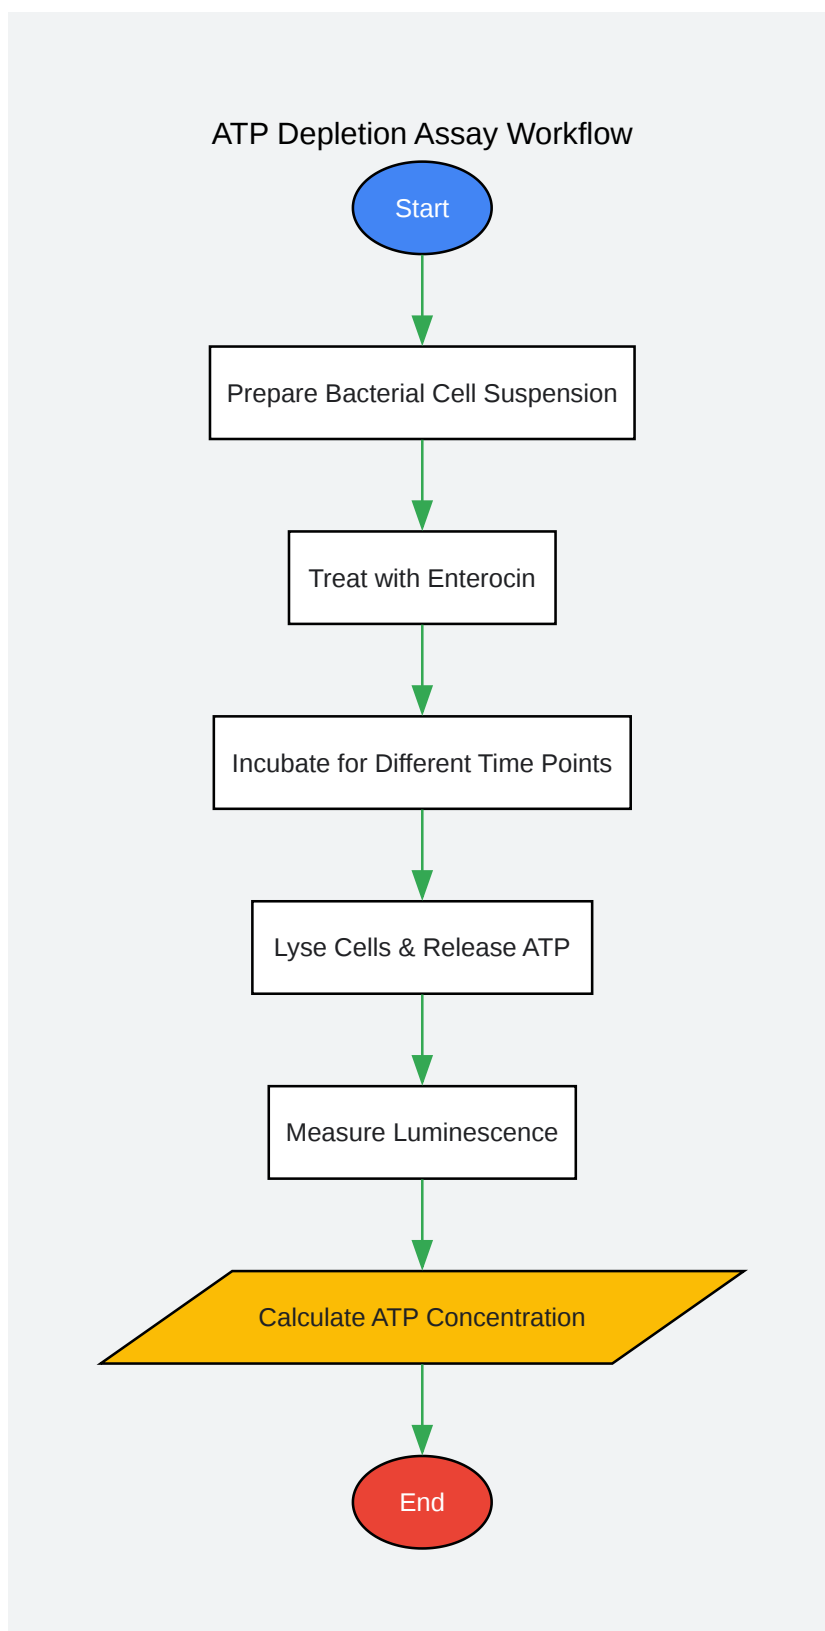 ATP Depletion Assay Workflow
Start
Prepare Bacterial Cell Suspension
Treat with Enterocin
Incubate for Different Time Points
Lyse Cells & Release ATP
Measure Luminescence
Calculate ATP Concentration
End